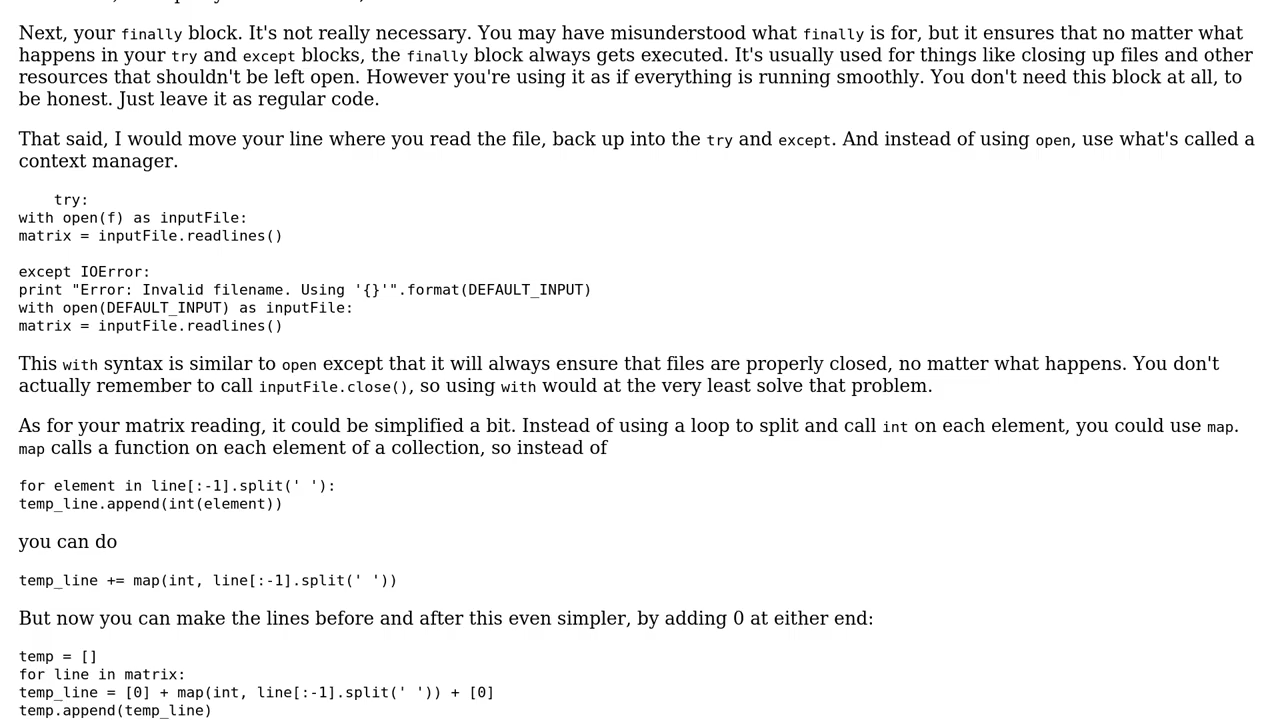 Next, your finally block. It's not really necessary. You may have misunderstood what finally is for, but it ensures that no matter what
happens in your try and except blocks, the finally block always gets executed. It's usually used for things like closing up files and other
resources that shouldn't be left open. However you're using it as if everything is running smoothly. You don't need this block at all, to
be honest. Just leave it as regular code.
That said, I would move your line where you read the file, back up into the try and except. And instead of using open, use what's called a
context manager.
    try:
with open(f) as inputFile:
matrix = inputFile.readlines()
except IOError:
print "Error: Invalid filename. Using '{}'".format(DEFAULT_INPUT)
with open(DEFAULT_INPUT) as inputFile:
matrix = inputFile.readlines()
This with syntax is similar to open except that it will always ensure that files are properly closed, no matter what happens. You don't
actually remember to call inputFile.close(), so using with would at the very least solve that problem.
As for your matrix reading, it could be simplified a bit. Instead of using a loop to split and call int on each element, you could use map.
map calls a function on each element of a collection, so instead of
for element in line[:-1].split(' '):
temp_line.append(int(element))
you can do
temp_line += map(int, line[:-1].split(' '))
But now you can make the lines before and after this even simpler, by adding 0 at either end:
temp = []
for line in matrix:
temp_line = [0] + map(int, line[:-1].split(' ')) + [0]
temp.append(temp_line)